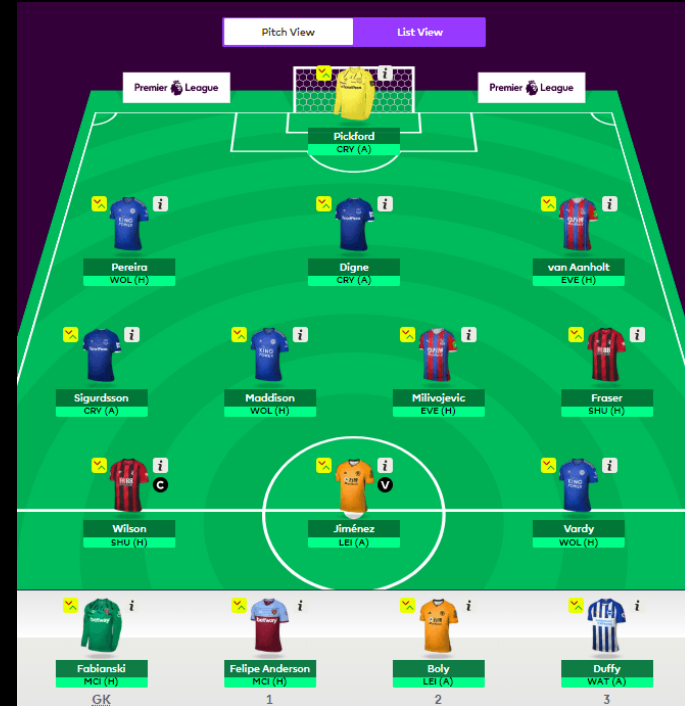 Pitch View
List View
Premier League
Premier League
i
Pickford
CRY (A)
i
i
i
Pereira
Digne
van Aanholt
WOL (H)
CRY (A)
EVE (H)
i
i
i
i
Sigurdsson
Maddison
Milivojevic
Fraser
CRY (A)
WOL (H)
EVE (H)
SHU (H)
i
i
i
C
V
Wilson
Jiménez
Vardy
SHU (H)
LEI (A)
WOL (H)
i
i
i
i
betway
betway
Fabianski
Felipe Anderson
Boly
Duffy
MCI (H)
MCI (H)
LEI (A)
WAT (A)
GK
1
2
3